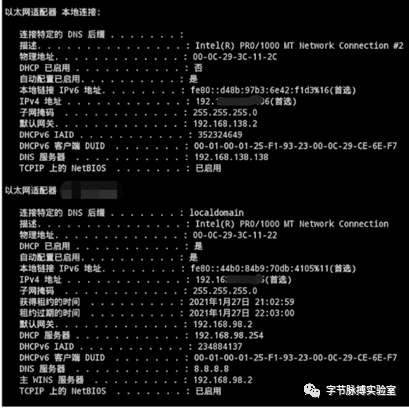 以太网适配器 本地连接:
连接特定的 DNS 后缀 . . . . . . . :
描述. . . . . . . . . . . . . . . : Intel(R) PRO/1000 MT Network Connection #2
物理地址. . . . . . . . . . . . . : 00-0C-29-3C-11-2C
DHCP 已启用 . . . . . . . . . . . : 否
自动配置已启用. . . . . . . . . . : 是
本地链接 IPv6 地址. . . . . . . . : fe80::d48b:97b3:6e42:f1d3%16(首选)
IPv4 地址 . . . . . . . . . . . . : 192. 6(首选)
子网掩码 . . . . . . . . . . . . : 255.255.255.0
默认网关. . . . . . . . . . . . . : 192.168.138.2
DHCPv6 IAID . . . . . . . . . . . : 352324649
DHCPv6 客户端 DUID . . . . . . . : 00-01-00-01-25-F1-93-23-00-0C-29-CE-6E-F7
DNS 服务器 . . . . . . . . . . . : 192.168.138.138
TCPIP 上的 NetBIOS . . . . . . . : 已启用
以太网适配器
连接特定的 DNS 后缀 . . . . . . . : localdomain
描述. . . . . . . . . . . . . . . : Intel(R) PRO/1000 MT Network Connection
物理地址. . . . . . . . . . . . . : 00-0C-29-3C-11-22
DHCP 已启用 . . . . . . . . . . . : 是
自动配置已启用. . . . . . . . . . : 是
本地链接 IPv6 地址. . . . . . . . : fe80::44b0:84b9:70db:4105%11(首选)
IPv4 地址 . . . . . . . . . . . . : 192. (首选)
子网掩码 . . . . . . . . . . . . : 255.255.255.0
获得租约的时间 . . . . . . . . . : 2021年1月27日 21:02:59
租约过期的时间 . . . . . . . . . : 2021年1月27日 22:03:00
默认网关. . . . . . . . . . . . . : 192.168.98.2
DHCP 服务器 . . . . . . . . . . . : 192.168.98.254
DHCPv6 IAID . . . . . . . . . . . : 234884137
DHCPv6 客户端 DUID . . . . . . . : 00-01-00-01-25-F1-93-23-00-0C-29-CE-6E-F7
DNS 服务器 . . . . . . . . . . . : 8.8.8.8
主 WINS 服务器 . . . . . . . . . : 192.168.98.2
TCPIP 上的 NetBIOS . . . . . . . : 已启用
字节脉搏实验室